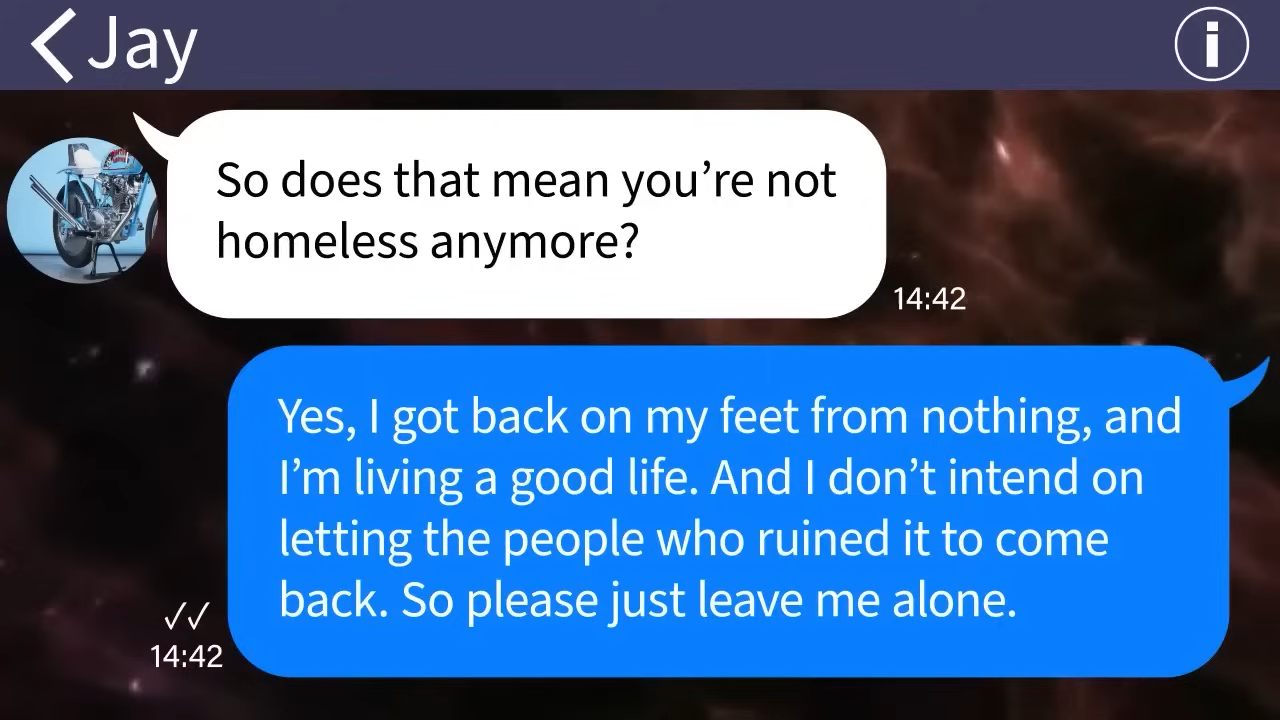 Jay
i
So does that mean you’re not
homeless anymore?
14:42
Yes, I got back on my feet from nothing, and
I’m living a good life. And I don’t intend on
letting the people who ruined it to come
back. So please just leave me alone.
✓✓
14:42